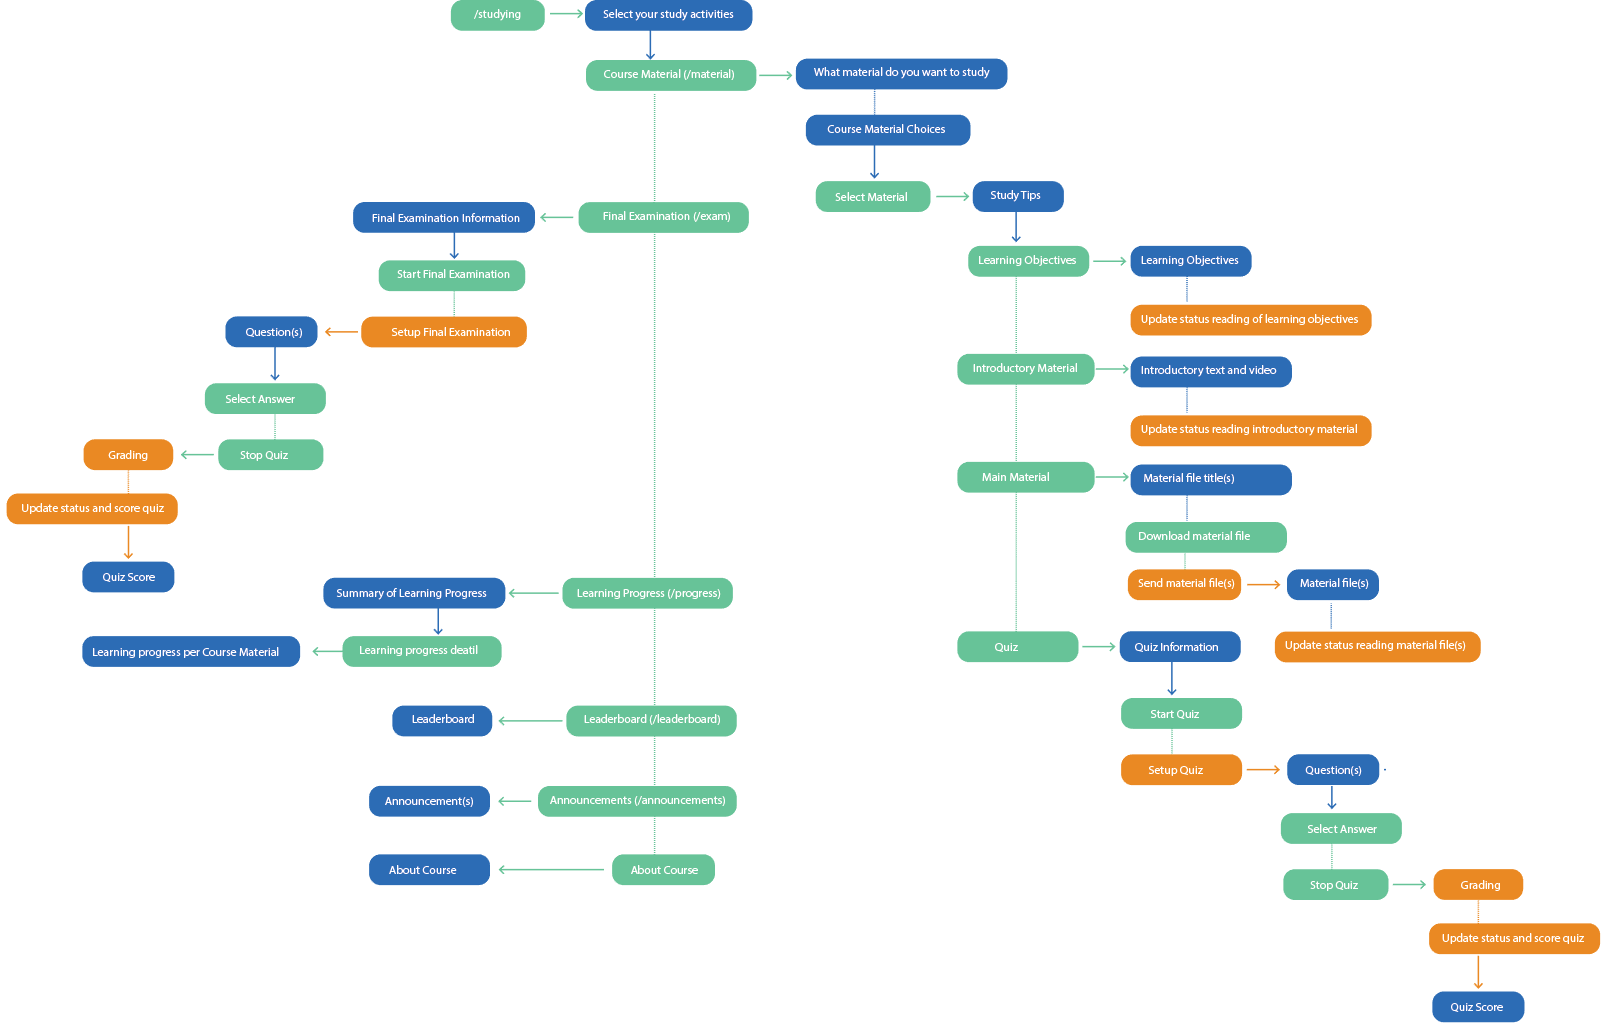 /studying
Select your study activities
Course Material (/material)
What material do you want to study
Course Material Choices
Select Material
Study Tips
Final Examination Information
Final Examination (/exam)
Learning Objectives
Learning Objectives
Start Final Examination
Update status reading of learning objectives
Question(s)
Setup Final Examination
Introductory Material
Introductory text and video
Select Answer
Update status reading introductory material
Grading
Stop Quiz
Main Material
Material file title(s)
Update status and score quiz
Download material file
Quiz Score
Send material file(s)
Material file(s)
Summary of Learning Progress
Learning Progress (/progress)
Learning progress per Course Material
Learning progress deatil
Quiz
Quiz Information
Update status reading material file(s)
Leaderboard
Leaderboard (/leaderboard)
Start Quiz
Setup Quiz
Question(s)
Announcement(s)
Announcements (/announcements)
Select Answer
About Course
About Course
Stop Quiz
Grading
Update status and score quiz
Quiz Score